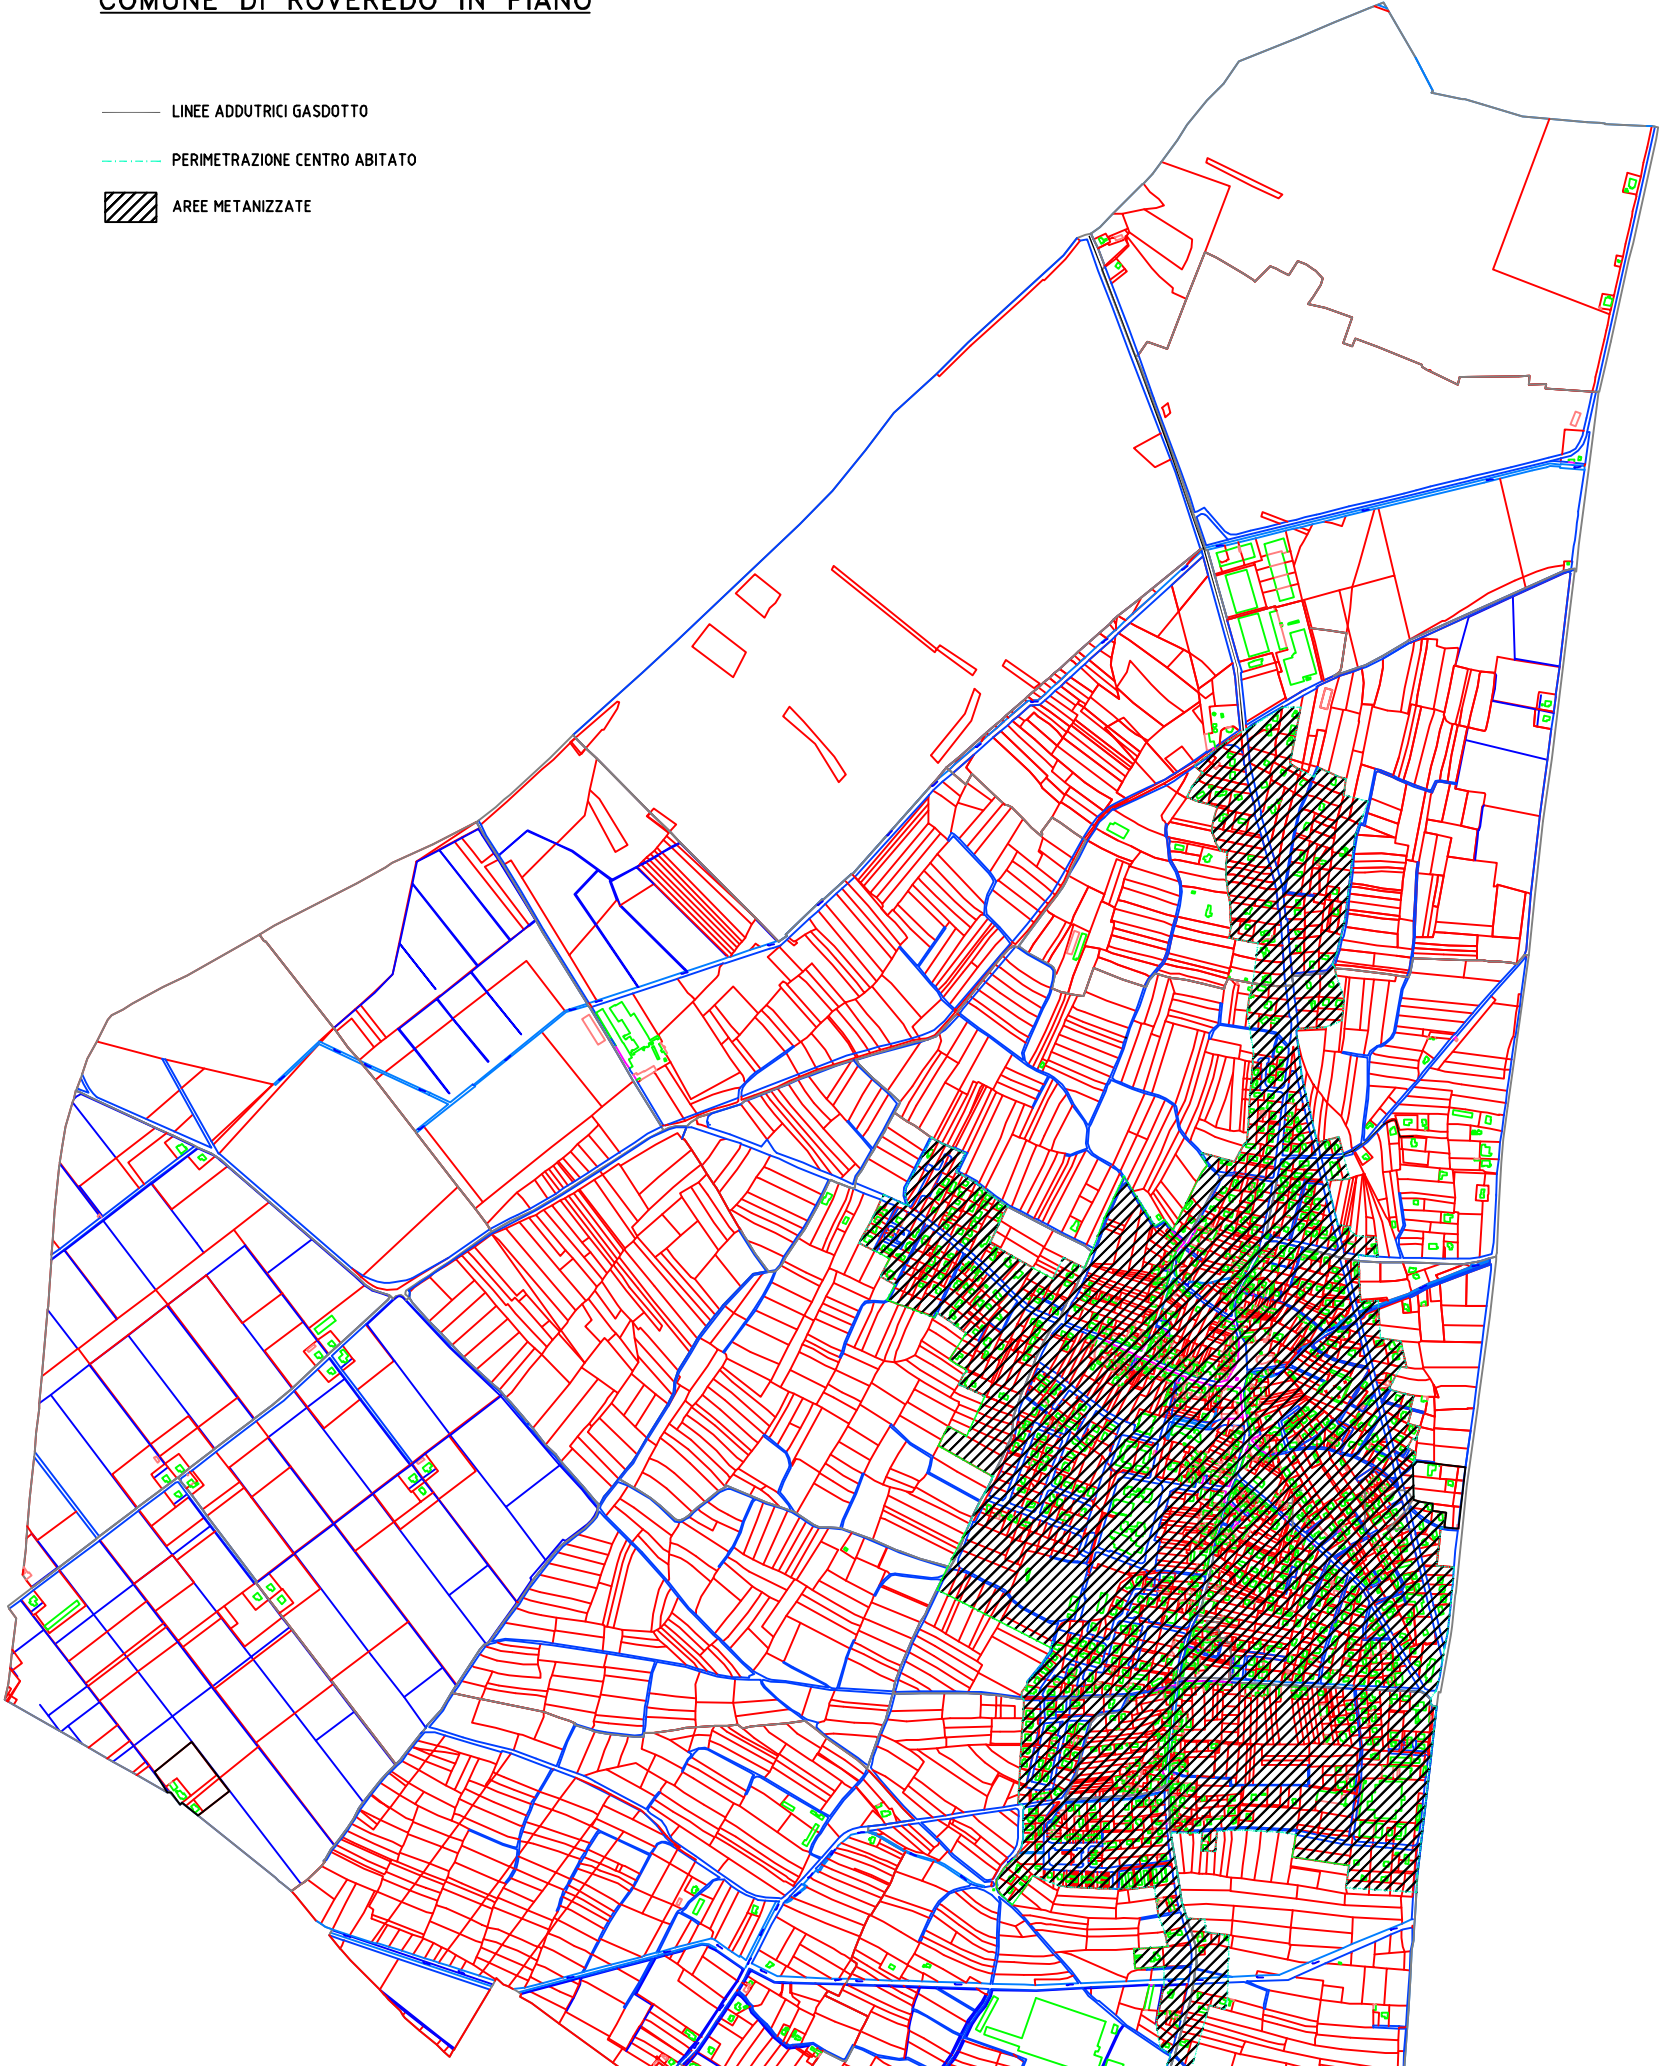 COMUNE DI ROVEREDO IN PIANO
LINEE ADDUTRICI GASDOTTO
PERIMETRAZIONE CENTRO ABITATO
AREE METANIZZATE